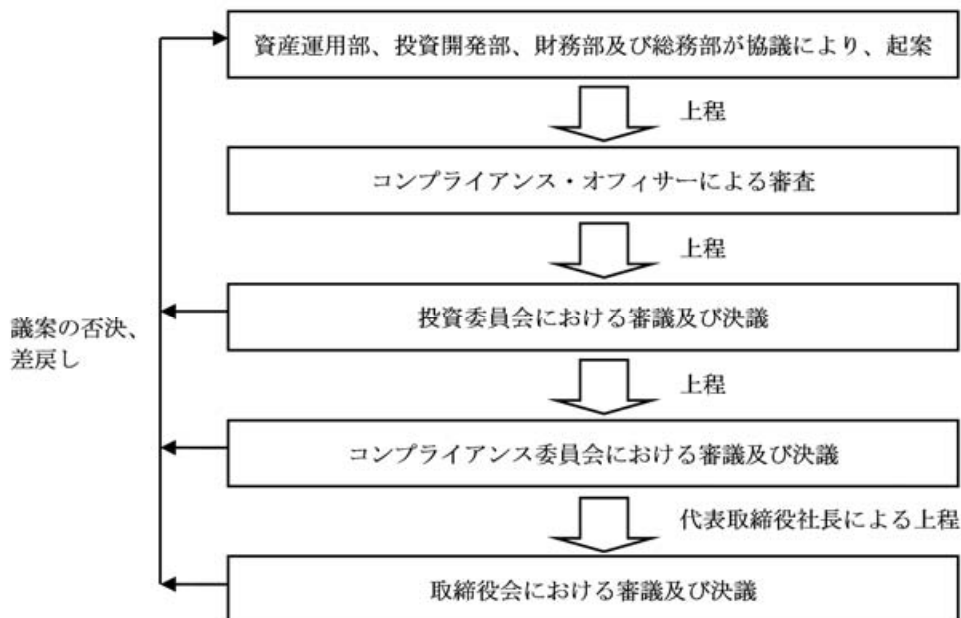 資産運用部、投資開発部、財務部及び総務部が協議により、起案
上程
コンプライアンス・オフィサーによる審査
上程
投資委員会における審議及び決議
議案の否決、
差戻し
上程
コンプライアンス委員会における審議及び決議
代表取締役社長による上程
取締役会における審議及び決議